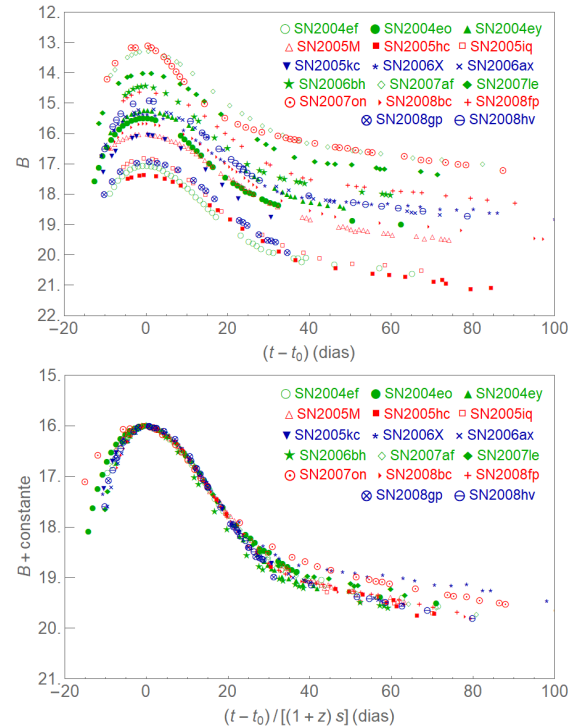 12.
13.
14.
15.
16.
17.
18.
19.
20.
21.
22.
B
SN2004ef SN2004eo SN2004ey
SN2005M SN2005hc SN2005iq
SN2005kc SN2006X SN2006ax
SN2006bh SN2007af SN2007le
SN2007on SN2008bc SN2008fp
SN2008gp SN2008hv
-20 0 20 40 60 80 100
(t – t₀) (dias)
15.
16.
17.
18.
19.
20.
21.
B + constante
SN2004ef SN2004eo SN2004ey
SN2005M SN2005hc SN2005iq
SN2005kc SN2006X SN2006ax
SN2006bh SN2007af SN2007le
SN2007on SN2008bc SN2008fp
SN2008gp SN2008hv
-20 0 20 40 60 80 100
(t – t₀) / [(1 + z) s] (dias)